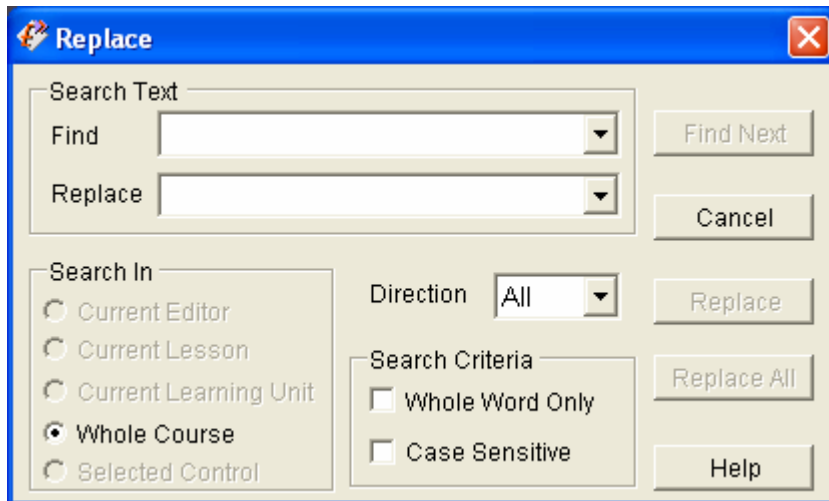 Replace
Search Text
Find
Find Next
Replace
Cancel
Search In
Current Editor
Current Lesson
Current Learning Unit
Whole Course
Selected Control
Direction
All
Replace
Search Criteria
Whole Word Only
Case Sensitive
Replace All
Help